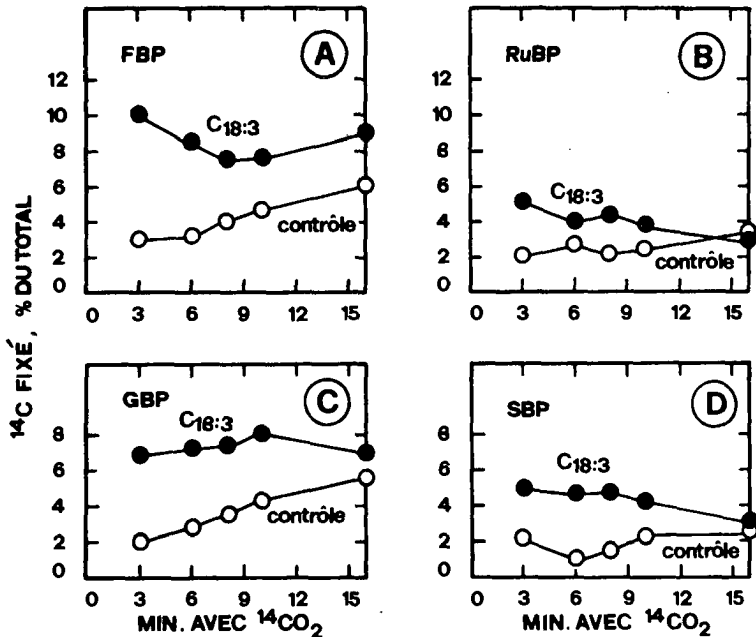 FBP
A
C18:3
contrôle
12
10
8
6
4
2
0
0 3 6 9 12 15
RuBP
B
C18:3
contrôle
12
10
8
6
4
2
0
0 3 6 9 12 15
14C FIXÉ, % DU TOTAL
GBP
C
C18:3
contrôle
8
6
4
2
0
0 3 6 9 12 15
MIN. AVEC 14CO2
SBP
D
C18:3
contrôle
8
6
4
2
0
0 3 6 9 12 15
MIN. AVEC 14CO2